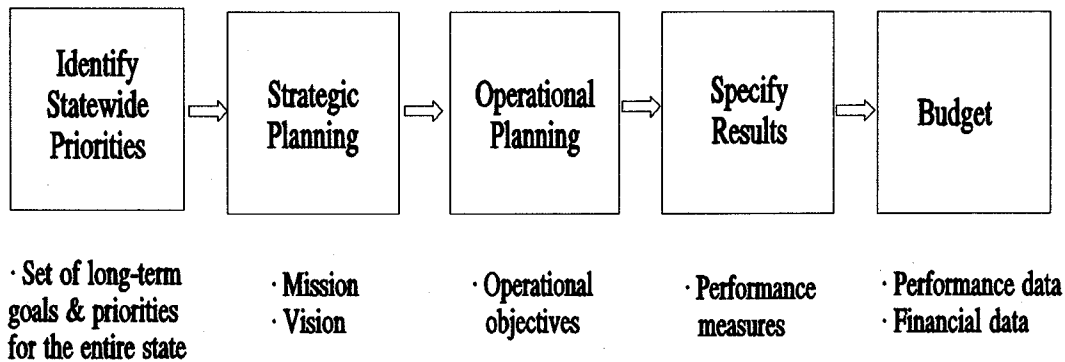 Identify
Statewide
Priorities
Strategic
Planning
Operational
Planning
Specify
Results
Budget
· Set of long-term
goals & priorities
for the entire state
· Mission
· Vision
· Operational
objectives
· Performance
measures
· Performance data
· Financial data